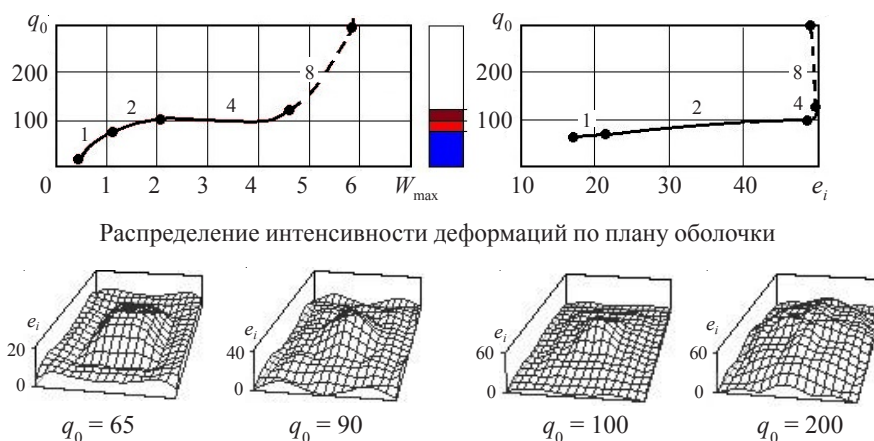 q₀
200
100
0 1 2 3 4 5 6 Wmax
1 2 4 8
q₀
200
100
10 20 40 eᵢ
1 2 4 8
Распределение интенсивности деформаций по плану оболочки
eᵢ
20
0
q₀ = 65
eᵢ
40
0
q₀ = 90
eᵢ
60
0
q₀ = 100
eᵢ
60
0
q₀ = 200